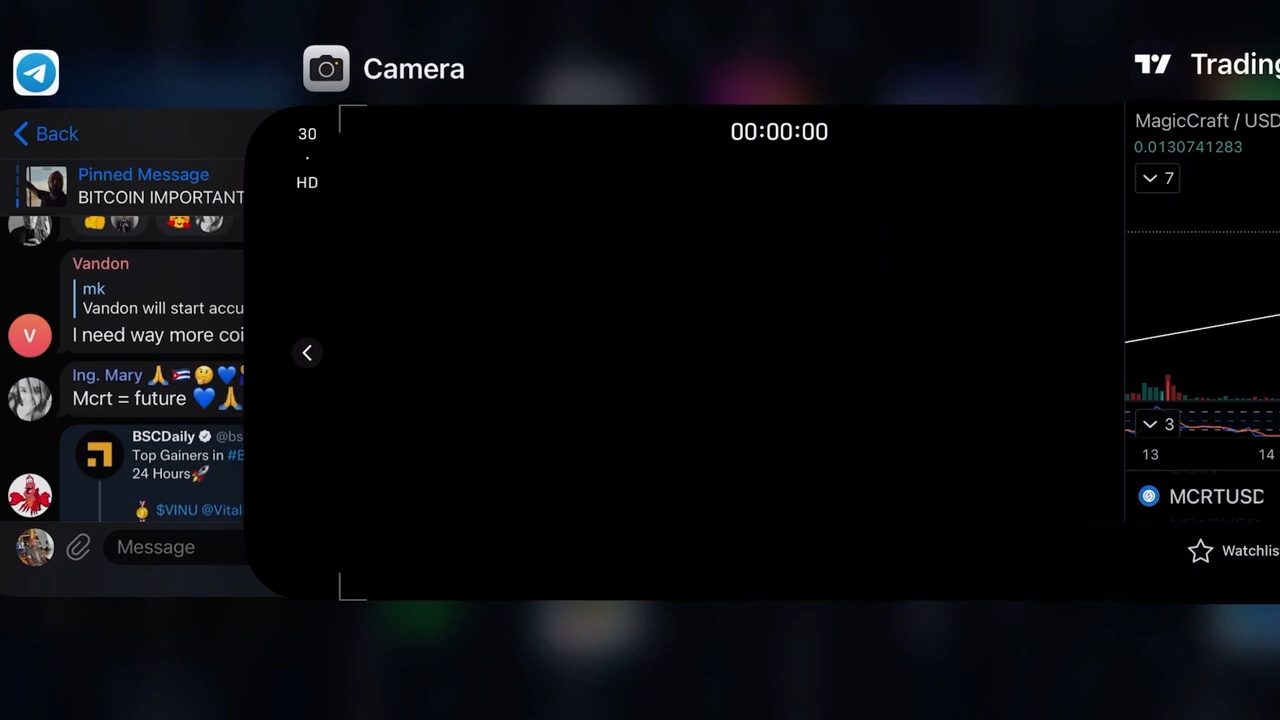 Camera
Trading
Back
Pinned Message
BITCOIN IMPORTANT
Vandon
mk
Vandon will start accu
I need way more coi
V
Ing. Mary 🙏🇨🇺🤔💙
Mcrt = future 💙🙏
BSCDaily @bs
Top Gainers in #B
24 Hours🚀
🥇 $VINU @Vital
Message
30
·
HD
00:00:00
MagicCraft / USD
0.0130741283
7
3
13 14
MCRTUSD
Watchlis